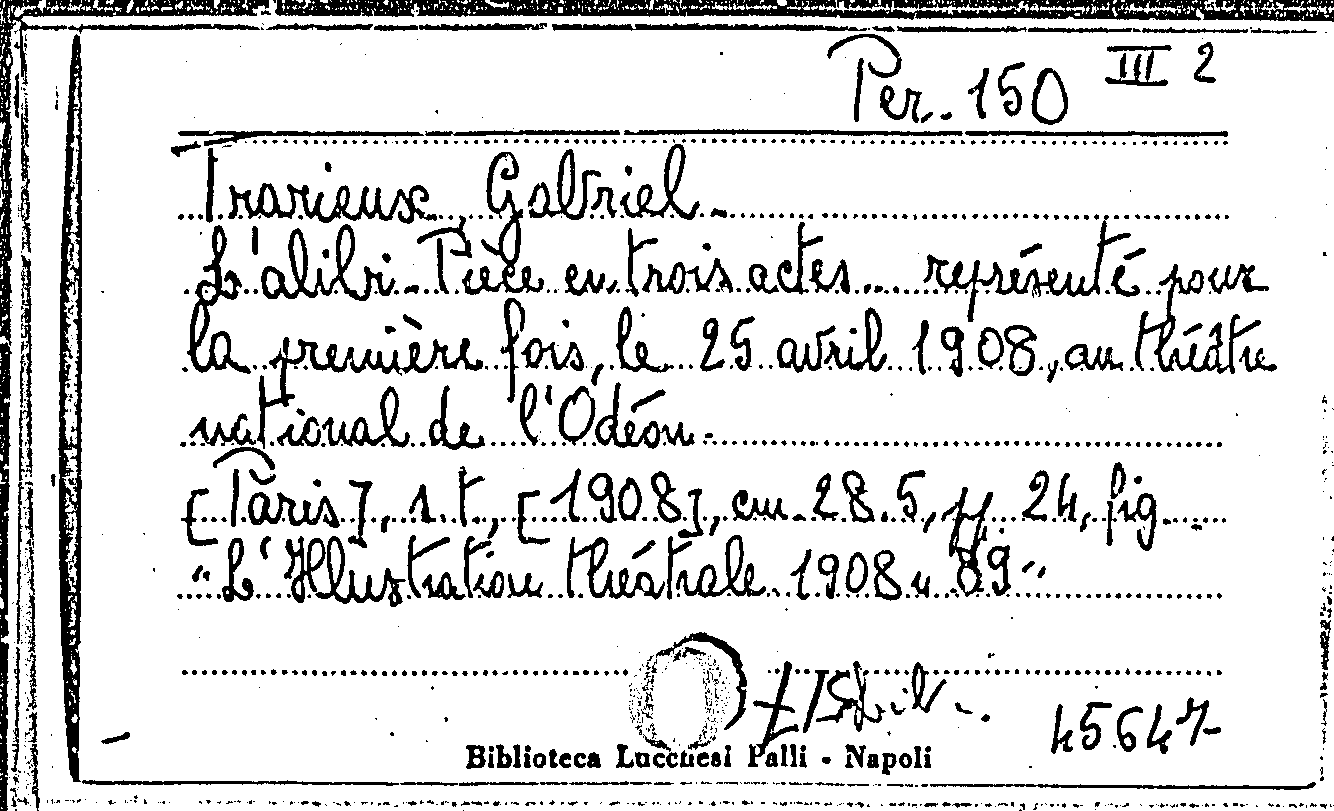 Per. 150 III 2
Trarieux, Gabriel.
L'alibi. Pièce en trois actes... représenté pour
la première fois, le 25 avril 1908, au théâtre
national de l'Odéon.
[Paris], s.t., [1908], cm. 28.5, pp. 24, fig.
"L'Illustration théâtrale 1908 n 89"
45647
Biblioteca Lucchesi Palli - Napoli